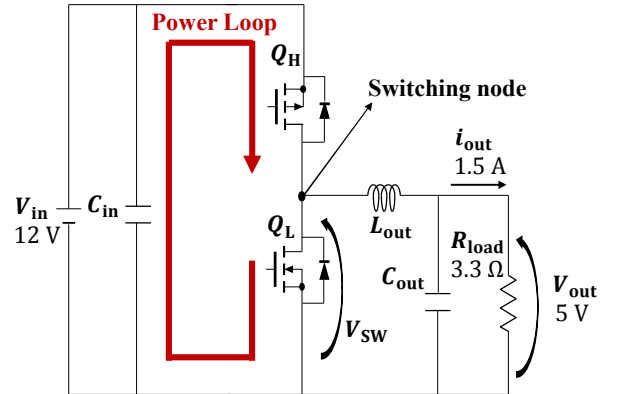 Power Loop
Q_H
Switching node
i_out
1.5 A
V_in
12 V
C_in
Q_L
L_out
R_load
3.3 Ω
C_out
V_out
5 V
V_SW